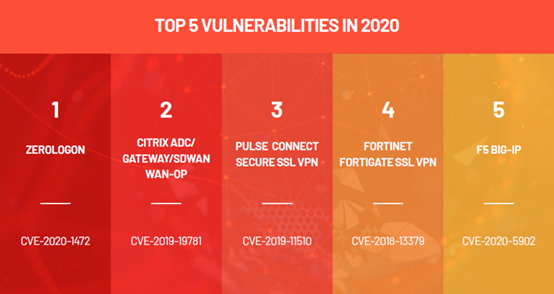 TOP 5 VULNERABILITIES IN 2020
1
ZEROLOGON
CVE-2020-1472
2
CITRIX ADC/
GATEWAY/SDWAN
WAN-OP
CVE-2019-19781
3
PULSE CONNECT
SECURE SSL VPN
CVE-2019-11510
4
FORTINET
FORTIGATE SSL VPN
CVE-2018-13379
5
F5 BIG-IP
CVE-2020-5902